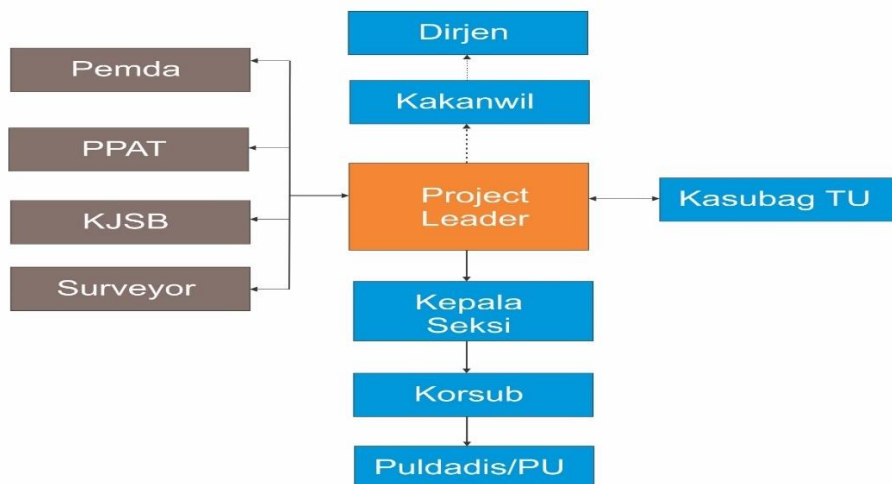 Dirjen
Kakanwil
Pemda
PPAT
KJSB
Surveyor
Project
Leader
Kasubag TU
Kepala
Seksi
Korsub
Puldadis/PU